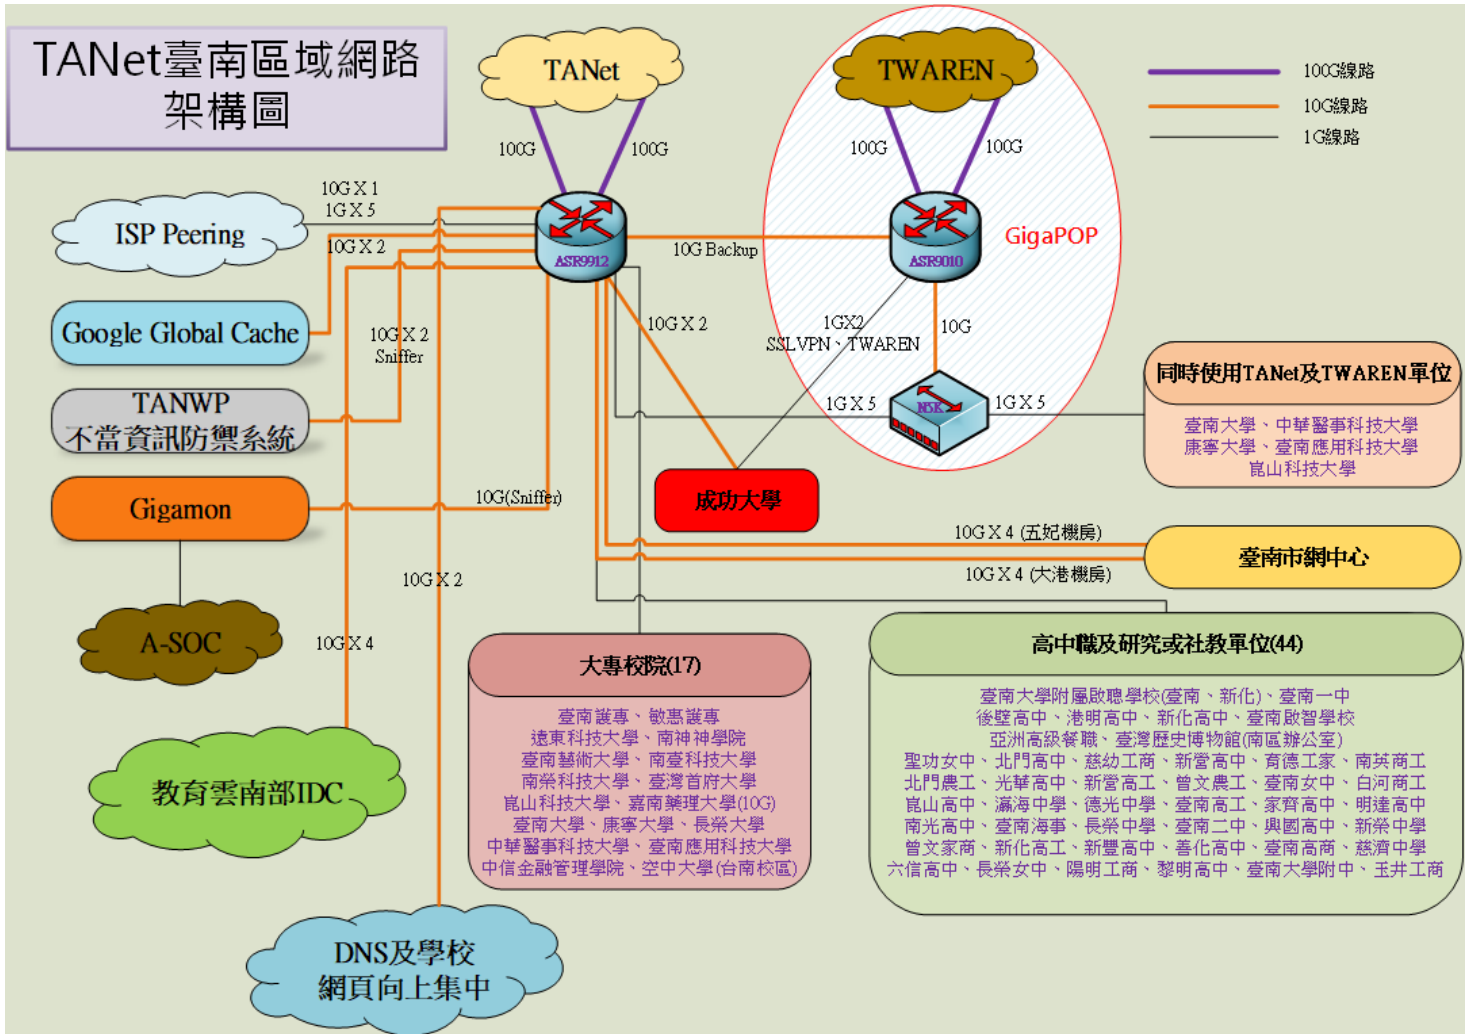 TANet臺南區域網路
架構圖
TANet
TWAREN
100G線路
10G線路
1G線路
100G
100G
100G
100G
10G X 1
1G X 5
ISP Peering
10G X 2
ASR9912
10G Backup
ASR9010
GigaPOP
Google Global Cache
10G X 2
Sniffer
10G X 2
1GX2
SSLVPN、TWAREN
10G
TANWP
不當資訊防禦系統
1G X 5
N5K
1G X 5
同時使用TANet及TWAREN單位
臺南大學、中華醫事科技大學
康寧大學、臺南應用科技大學
崑山科技大學
Gigamon
10G(Sniffer)
成功大學
10G X 4 (五妃機房)
臺南市網中心
10G X 4 (大港機房)
10G X 2
A-SOC
10G X 4
大專校院(17)
臺南護專、敏惠護專
遠東科技大學、南神神學院
臺南藝術大學、南臺科技大學
南榮科技大學、臺灣首府大學
崑山科技大學、嘉南藥理大學(10G)
臺南大學、康寧大學、長榮大學
中華醫事科技大學、臺南應用科技大學
中信金融管理學院、空中大學(台南校區)
高中職及研究或社教單位(44)
臺南大學附屬啟聰學校(臺南、新化)、臺南一中
後壁高中、港明高中、新化高中、臺南啟智學校
亞洲高級餐職、臺灣歷史博物館(南區辦公室)
聖功女中、北門高中、慈幼工商、新營高中、育德工家、南英商工
北門農工、光華高中、新營高工、曾文農工、臺南女中、白河商工
崑山高中、瀛海中學、德光中學、臺南高工、家齊高中、明達高中
南光高中、臺南海事、長榮中學、臺南二中、興國高中、新榮中學
曾文家商、新化高工、新豐高中、善化高中、臺南高商、慈濟中學
六信高中、長榮女中、陽明工商、黎明高中、臺南大學附中、玉井工商
教育雲南部IDC
DNS及學校
網頁向上集中